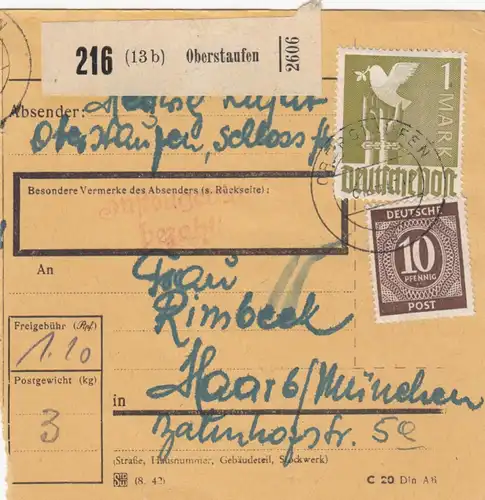 216 (13b) Oberstaufen 2606
Absender:
Oberstaufen, Schloss
1 MARK
Deutsche Post
OBERSTAUFEN
Besondere Vermerke des Absenders (s. Rückseite):
DEUTSCHE
10
PFENNIG
POST
An Frau
Rimbeck
Freigebühr (Rpf)
1.10
Haar b/München
Postgewicht (kg)
3
in
Bahnhofstr. 5a
(Straße, Hausnummer, Gebäudeteil, Stockwerk)
(8. 42)
C 20 Din A6